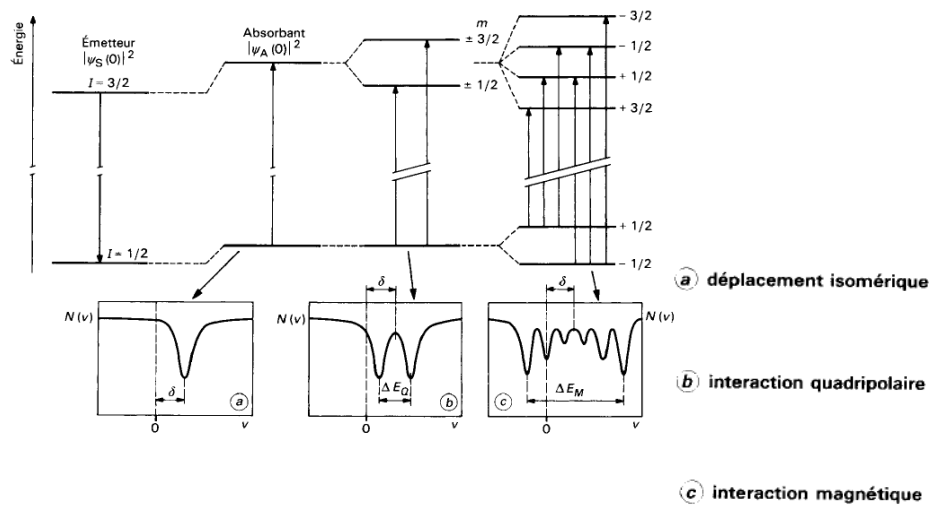 Énergie
Émetteur
|ψS(0)|²
I = 3/2
I = 1/2
Absorbant
|ψA(0)|²
m
± 3/2
± 1/2
− 3/2
− 1/2
+ 1/2
+ 3/2
+ 1/2
− 1/2
N(v)
δ
0
v
a
N(v)
δ
ΔEQ
0
v
b
N(v)
δ
ΔEM
0
v
c
a déplacement isomérique
b interaction quadripolaire
c interaction magnétique